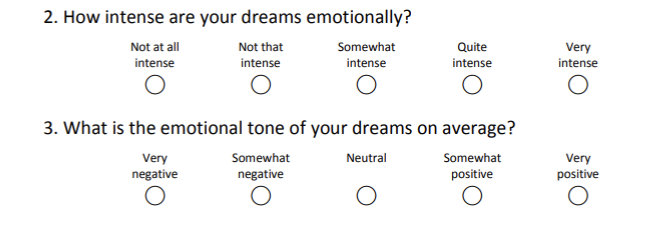 2. How intense are your dreams emotionally?
Not at all Not that Somewhat Quite Very
intense intense intense intense intense
3. What is the emotional tone of your dreams on average?
Very Somewhat Neutral Somewhat Very
negative negative positive positive